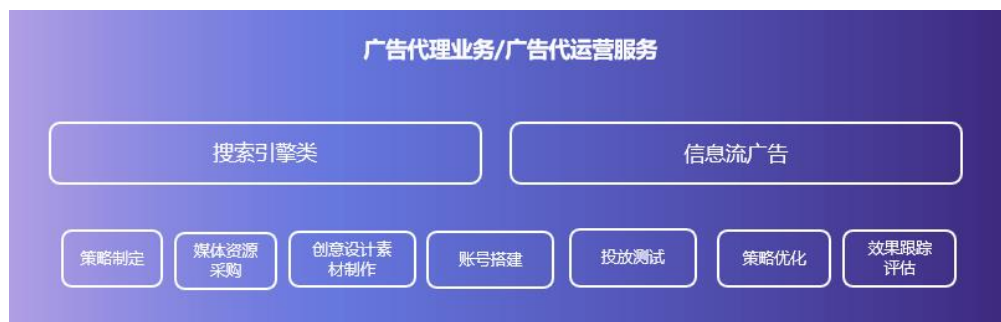 广告代理业务/广告代运营服务
搜索引擎类
信息流广告
策略制定
媒体资源
采购
创意设计素
材制作
账号搭建
投放测试
策略优化
效果跟踪
评估